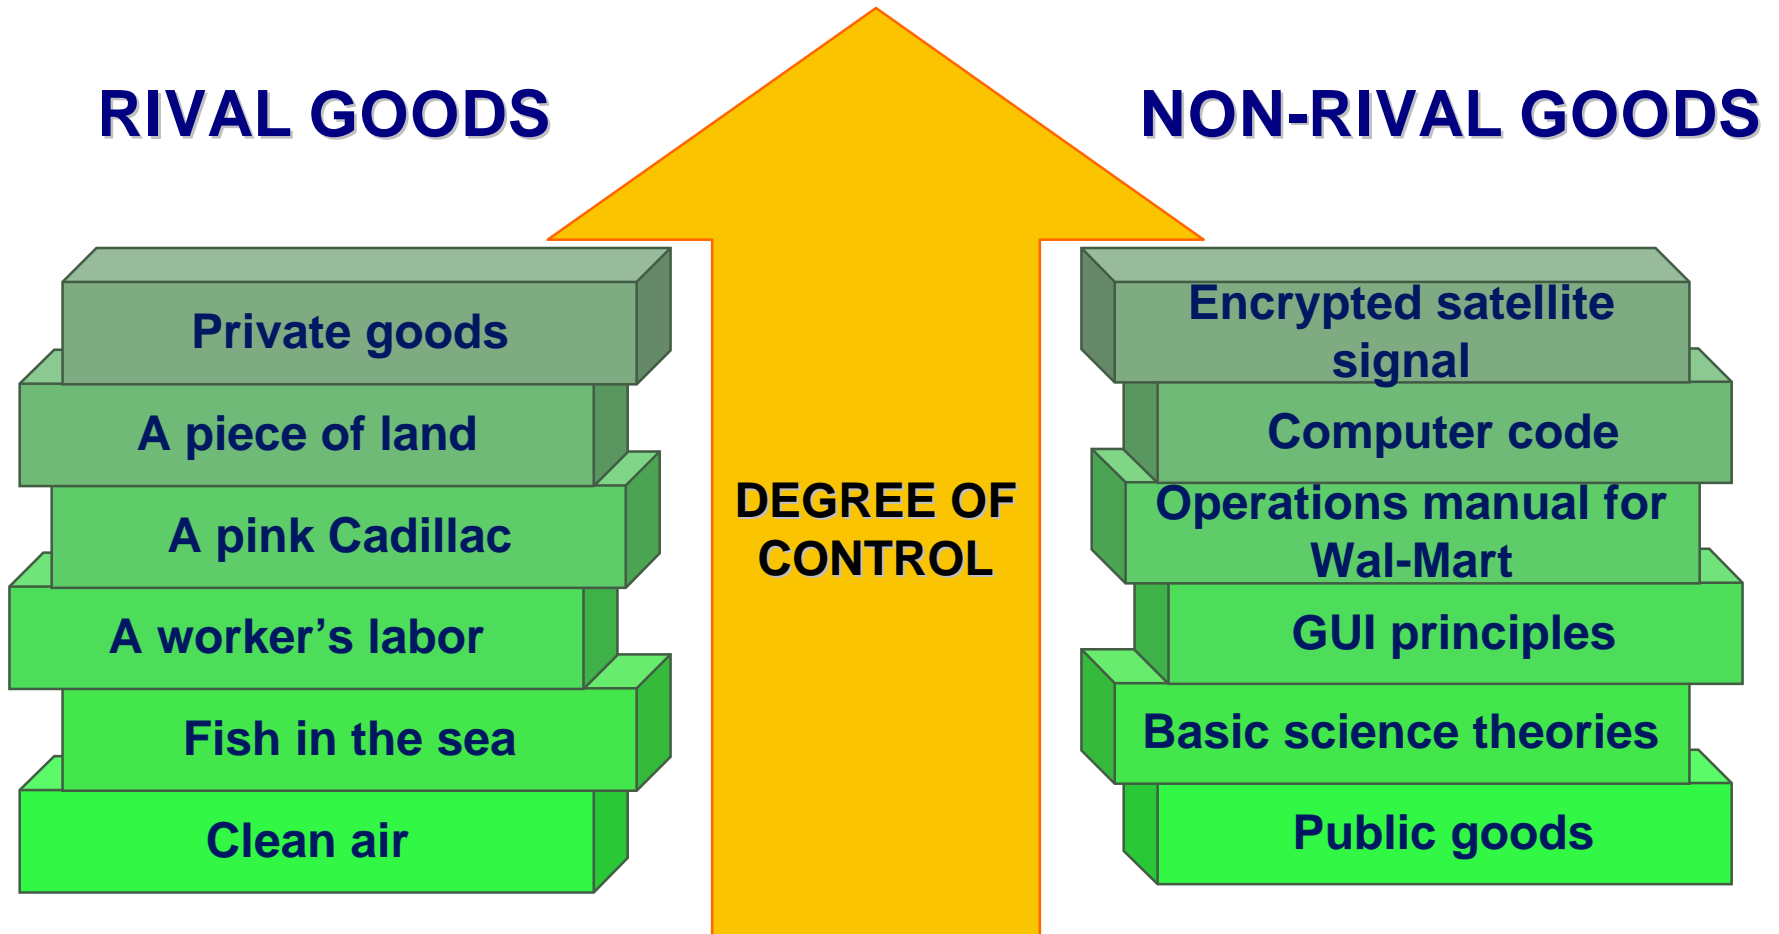 RIVAL GOODS
NON-RIVAL GOODS
Private goods
A piece of land
A pink Cadillac
A worker’s labor
Fish in the sea
Clean air
DEGREE OF
CONTROL
Encrypted satellite
signal
Computer code
Operations manual for
Wal-Mart
GUI principles
Basic science theories
Public goods